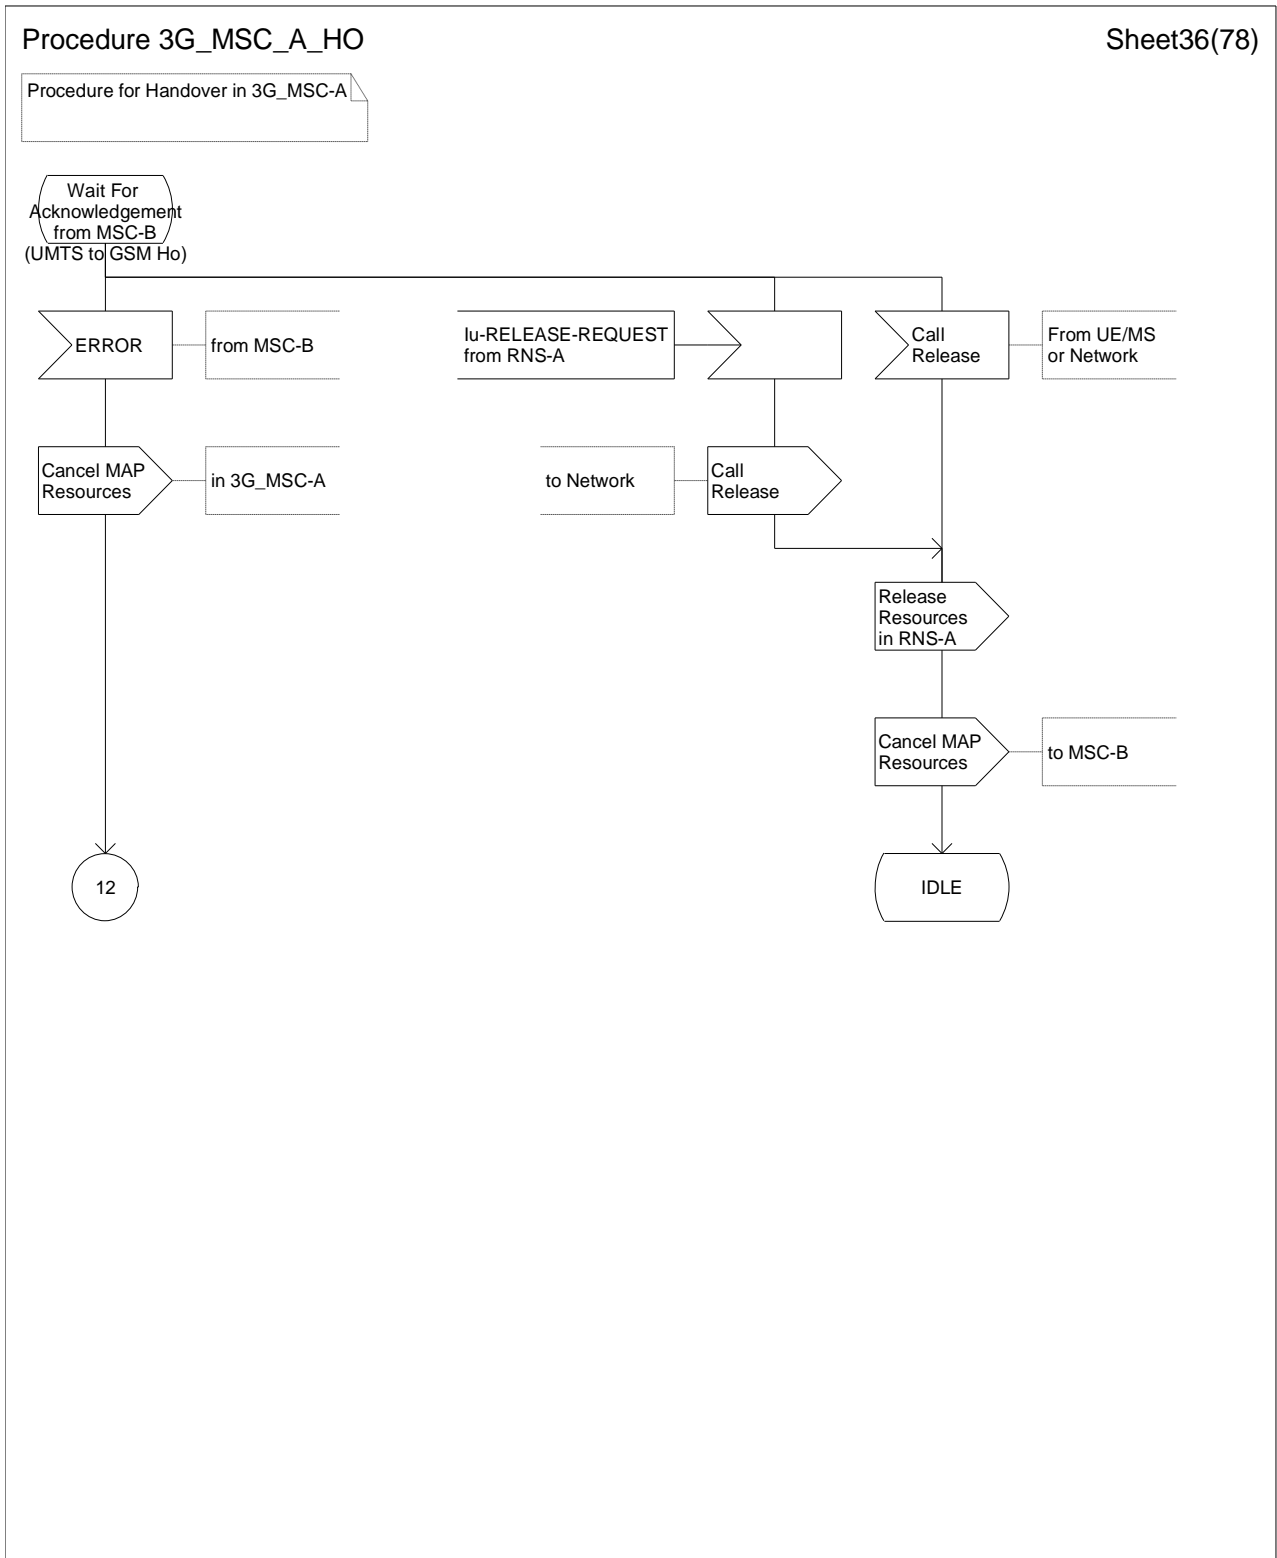 Procedure 3G_MSC_A_HO
Sheet36(78)
Procedure for Handover in 3G_MSC-A
Wait For
Acknowledgement
from MSC-B
(UMTS to GSM Ho)
ERROR
from MSC-B
Iu-RELEASE-REQUEST
from RNS-A
Call
Release
From UE/MS
or Network
Cancel MAP
Resources
in 3G_MSC-A
to Network
Call
Release
Release
Resources
in RNS-A
Cancel MAP
Resources
to MSC-B
12
IDLE